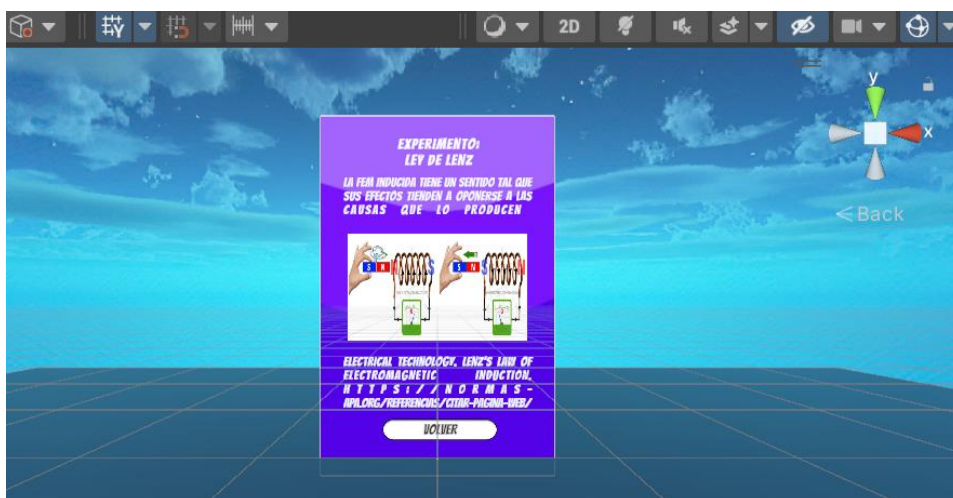 2D
y
x
Back
EXPERIMENTO:
LEY DE LENZ
LA FEM INDUCIDA TIENE UN SENTIDO TAL QUE
SUS EFECTOS TIENDEN A OPONERSE A LAS
CAUSAS QUE LO PRODUCEN
S N N S
S N S N
ELECTRICAL TECHNOLOGY. LENZ'S LAW OF
ELECTROMAGNETIC INDUCTION.
HTTPS://NORMAS-
APA.ORG/REFERENCIAS/CITAR-PAGINA-WEB/
VOLVER